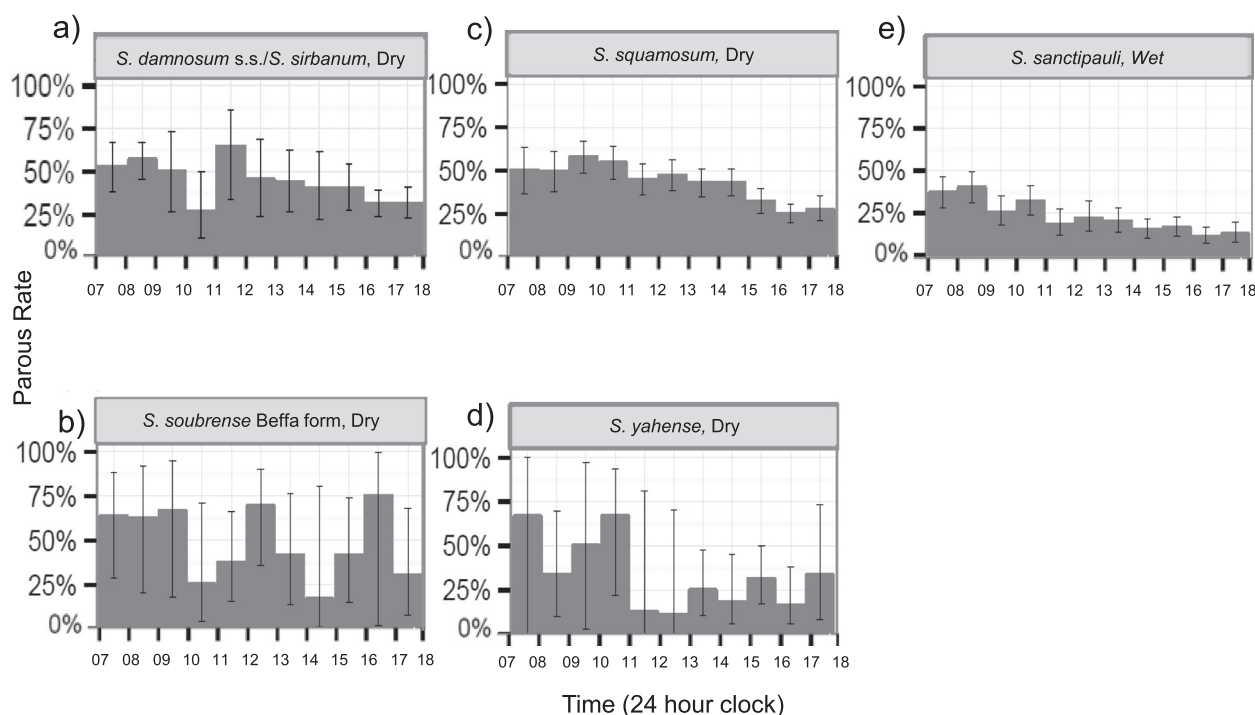 a)
S. damnosum s.s./S. sirbanum, Dry
100%
75%
50%
25%
0%
07 08 09 10 11 12 13 14 15 16 17 18
c)
S. squamosum, Dry
100%
75%
50%
25%
0%
07 08 09 10 11 12 13 14 15 16 17 18
e)
S. sanctipauli, Wet
100%
75%
50%
25%
0%
07 08 09 10 11 12 13 14 15 16 17 18
Parous Rate
b)
S. soubrense Beffa form, Dry
100%
75%
50%
25%
0%
07 08 09 10 11 12 13 14 15 16 17 18
d)
S. yahense, Dry
100%
75%
50%
25%
0%
07 08 09 10 11 12 13 14 15 16 17 18
Time (24 hour clock)